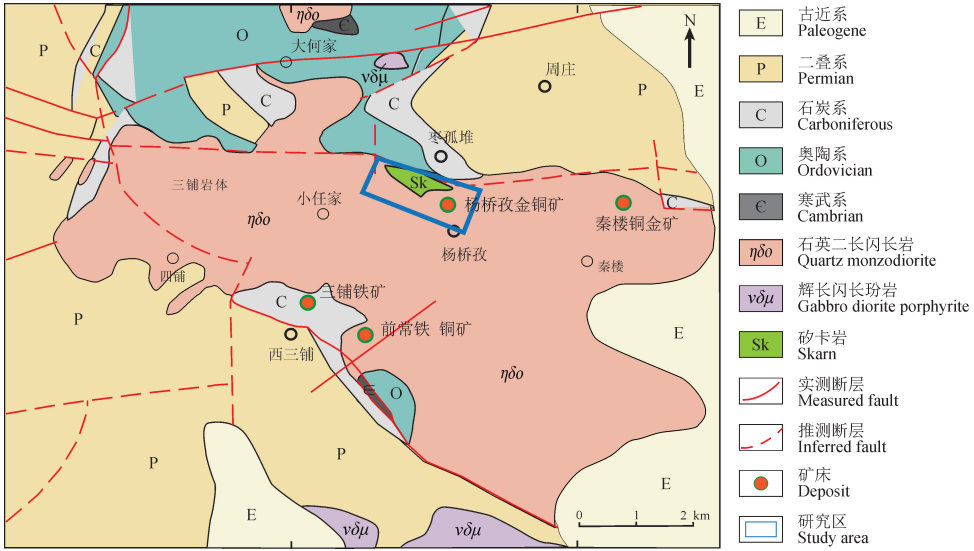 ηδο
Є
P
C
O
大何家
νδμ
周庄
P
E
N
C
P
C
枣孤堆
Sk
三铺岩体
小任家
杨桥孜金铜矿
C
秦楼铜金矿
ηδο
杨桥孜
四铺
秦楼
C
三铺铁矿
P
前常铁 铜矿
E
西三铺
ηδο
Є
O
P
P
E
E
νδμ
νδμ
0 1 2 km
E
古近系
Paleogene
P
二叠系
Permian
C
石炭系
Carboniferous
O
奥陶系
Ordovician
Є
寒武系
Cambrian
ηδο
石英二长闪长岩
Quartz monzodiorite
νδμ
辉长闪长玢岩
Gabbro diorite porphyrite
Sk
矽卡岩
Skarn
实测断层
Measured fault
推测断层
Inferred fault
矿床
Deposit
研究区
Study area